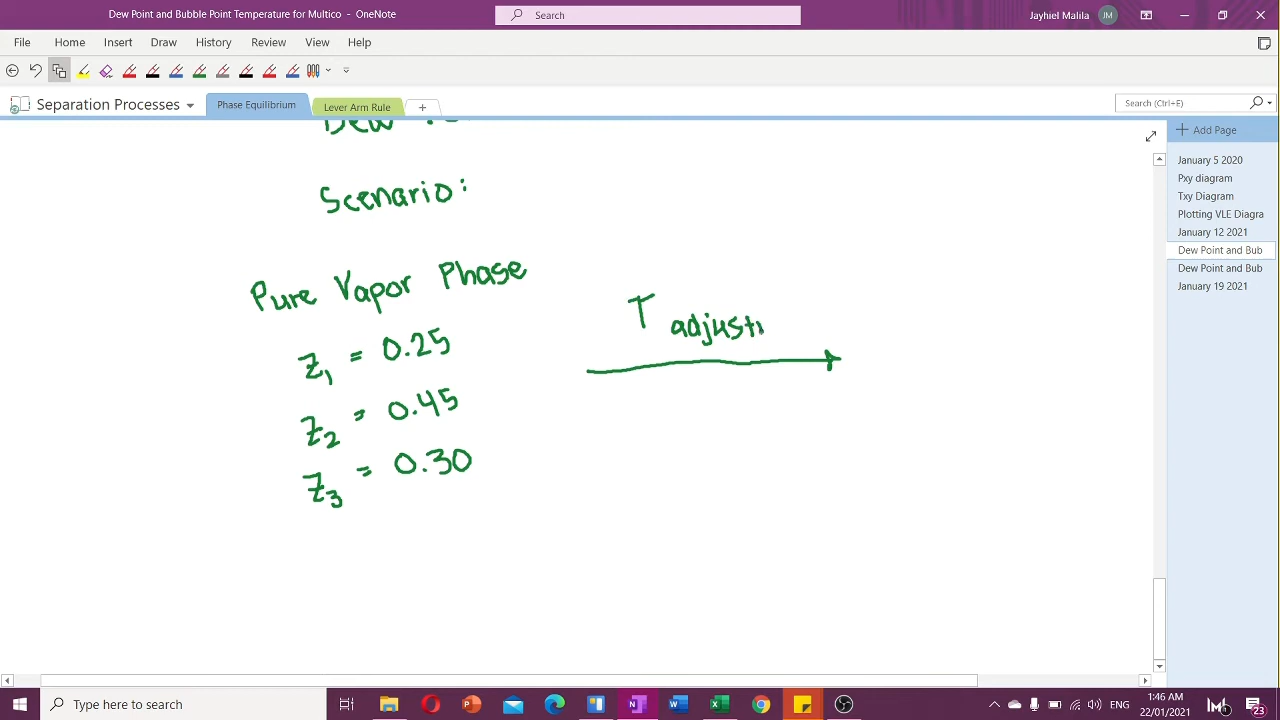 Dew Point and Bubble Point Temperature for Multico... - OneNote
Search
Jayhiel Malila JM
File Home Insert Draw History Review View Help
Separation Processes Phase Equilibrium Lever Arm Rule
Search (Ctrl+E)
Add Page
January 5 2020
Pxy diagram
Txy Diagram
Plotting VLE Diagra
January 12 2021
Dew Point and Bub
Dew Point and Bub
January 19 2021
Scenario:
Pure Vapor Phase
z₁ = 0.25
z₂ = 0.45
z₃ = 0.30
T adjust
Type here to search
ENG
1:46 AM
22/01/2021
23